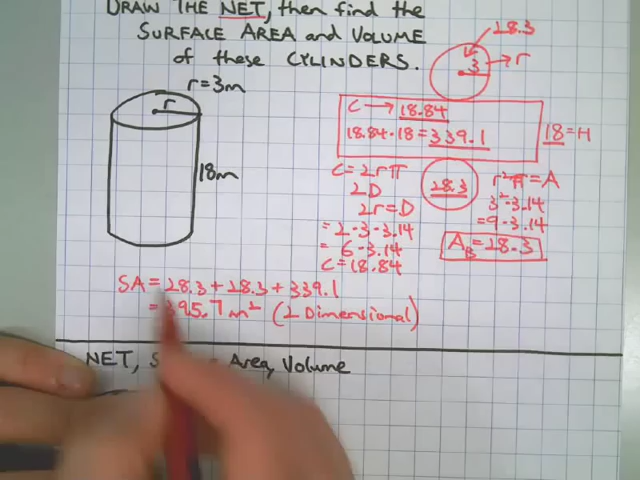 DRAW THE NET, then find the
SURFACE AREA and VOLUME
of these CYLINDERS.
r=3m
r
18m
28.3
3
r
C → 18.84
18.84·18=339.1
18=H
C=2rπ
2D
2r=D
=2·3·3.14
=6·3.14
C=18.84
28.3
r²π=A
3²·3.14
=9·3.14
A_B=28.3
SA=28.3+28.3+339.1
=395.7m² (2 Dimensional)
NET, Area, Volume